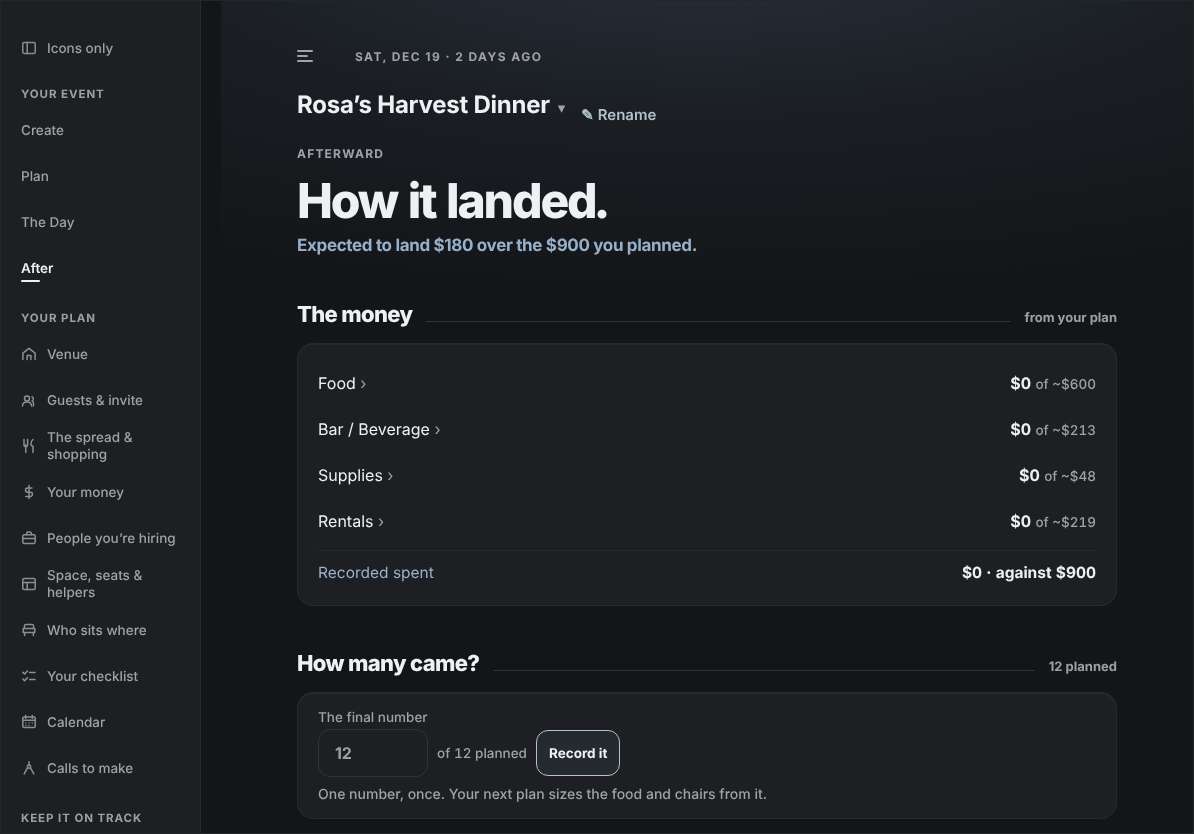 Icons only
YOUR EVENT
Create
Plan
The Day
After
YOUR PLAN
Venue
Guests & invite
The spread &
shopping
Your money
People you're hiring
Space, seats &
helpers
Who sits where
Your checklist
Calendar
Calls to make
KEEP IT ON TRACK
SAT, DEC 19 · 2 DAYS AGO
Rosa’s Harvest Dinner ▾ ✎ Rename
AFTERWARD
How it landed.
Expected to land $180 over the $900 you planned.
The money from your plan
Food › $0 of ~$600
Bar / Beverage › $0 of ~$213
Supplies › $0 of ~$48
Rentals › $0 of ~$219
Recorded spent $0 · against $900
How many came? 12 planned
The final number
12 of 12 planned Record it
One number, once. Your next plan sizes the food and chairs from it.